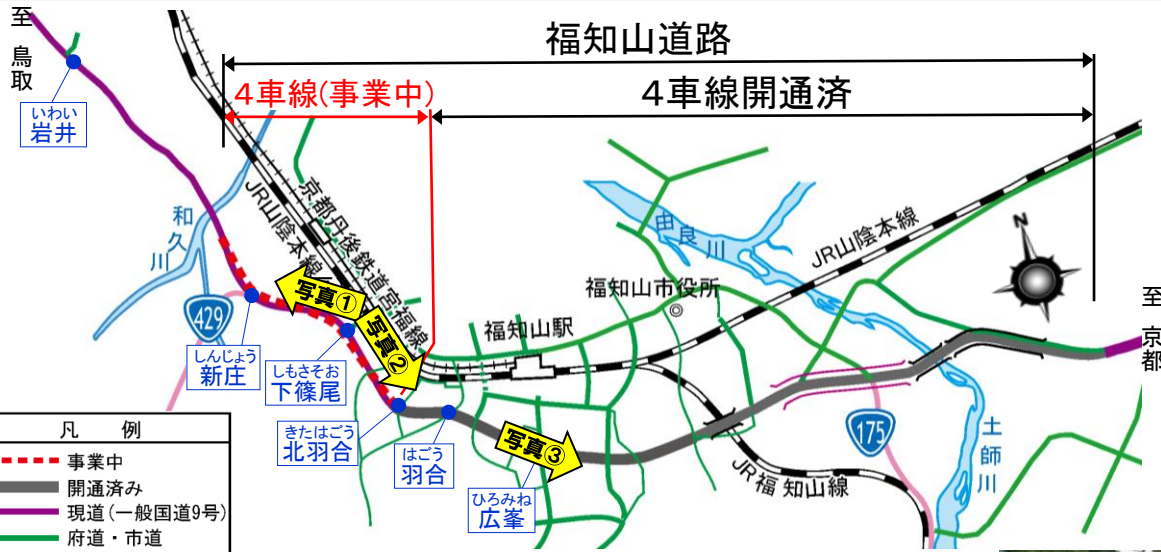 至
鳥
取
福知山道路
4車線(事業中)
4車線開通済
いわい
岩井
和
久
川
JR山陰本線
京都丹後鉄道宮福線
由良川
JR山陰本線
N
福知山市役所
至
京
都
429
写真①
写真②
福知山駅
しんじょう
新庄
しもさそお
下篠尾
きたはごう
北羽合
はごう
羽合
写真③
ひろみね
広峯
175
土
師
川
JR福知山線
凡 例
事業中
開通済み
現道(一般国道9号)
府道・市道